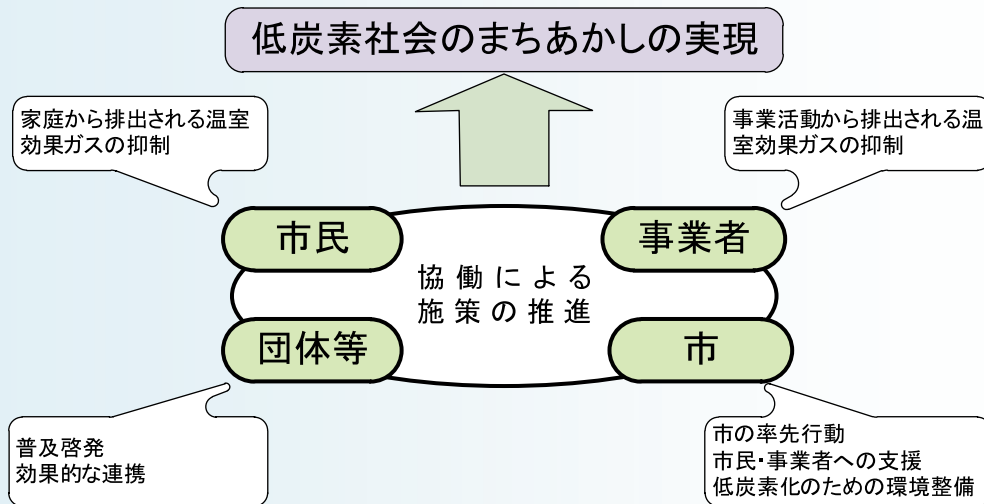 低炭素社会のまちあかしの実現
家庭から排出される温室
効果ガスの抑制
事業活動から排出される温
室効果ガスの抑制
市民
事業者
協働による
施策の推進
団体等
市
普及啓発
効果的な連携
市の率先行動
市民・事業者への支援
低炭素化のための環境整備